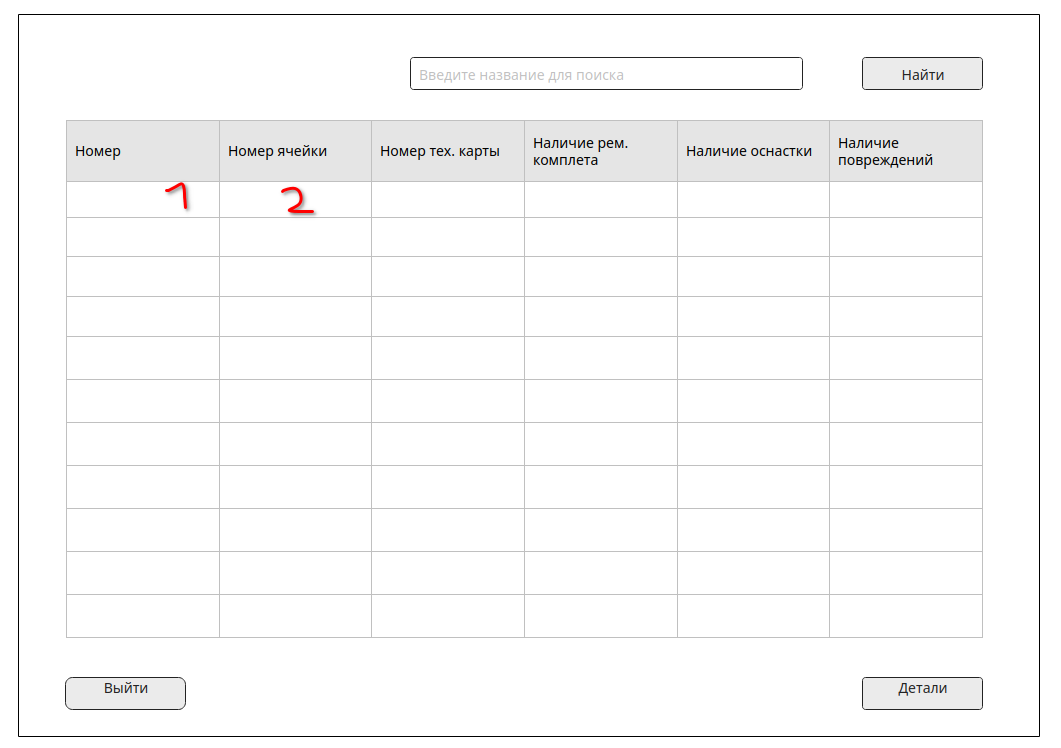 Введите название для поиска Найти
Номер Номер ячейки Номер тех. карты Наличие рем. комплета Наличие оснастки Наличие повреждений
1 2
Выйти Детали